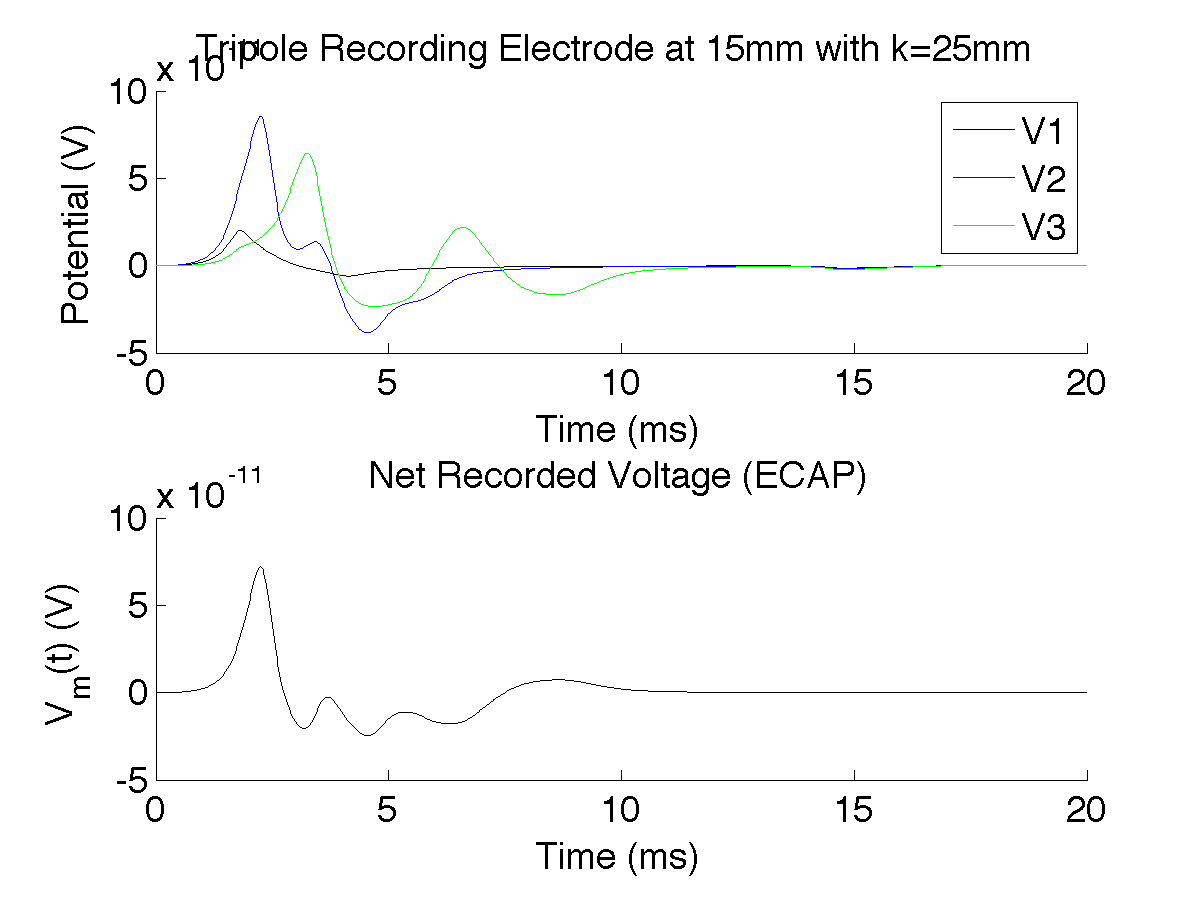 Tripole Recording Electrode at 15mm with k=25mm
x 10
10
5
0
-5
Potential (V)
V1
V2
V3
0 5 10 15 20
Time (ms)
Net Recorded Voltage (ECAP)
x 10-11
10
5
0
-5
Vm(t) (V)
0 5 10 15 20
Time (ms)